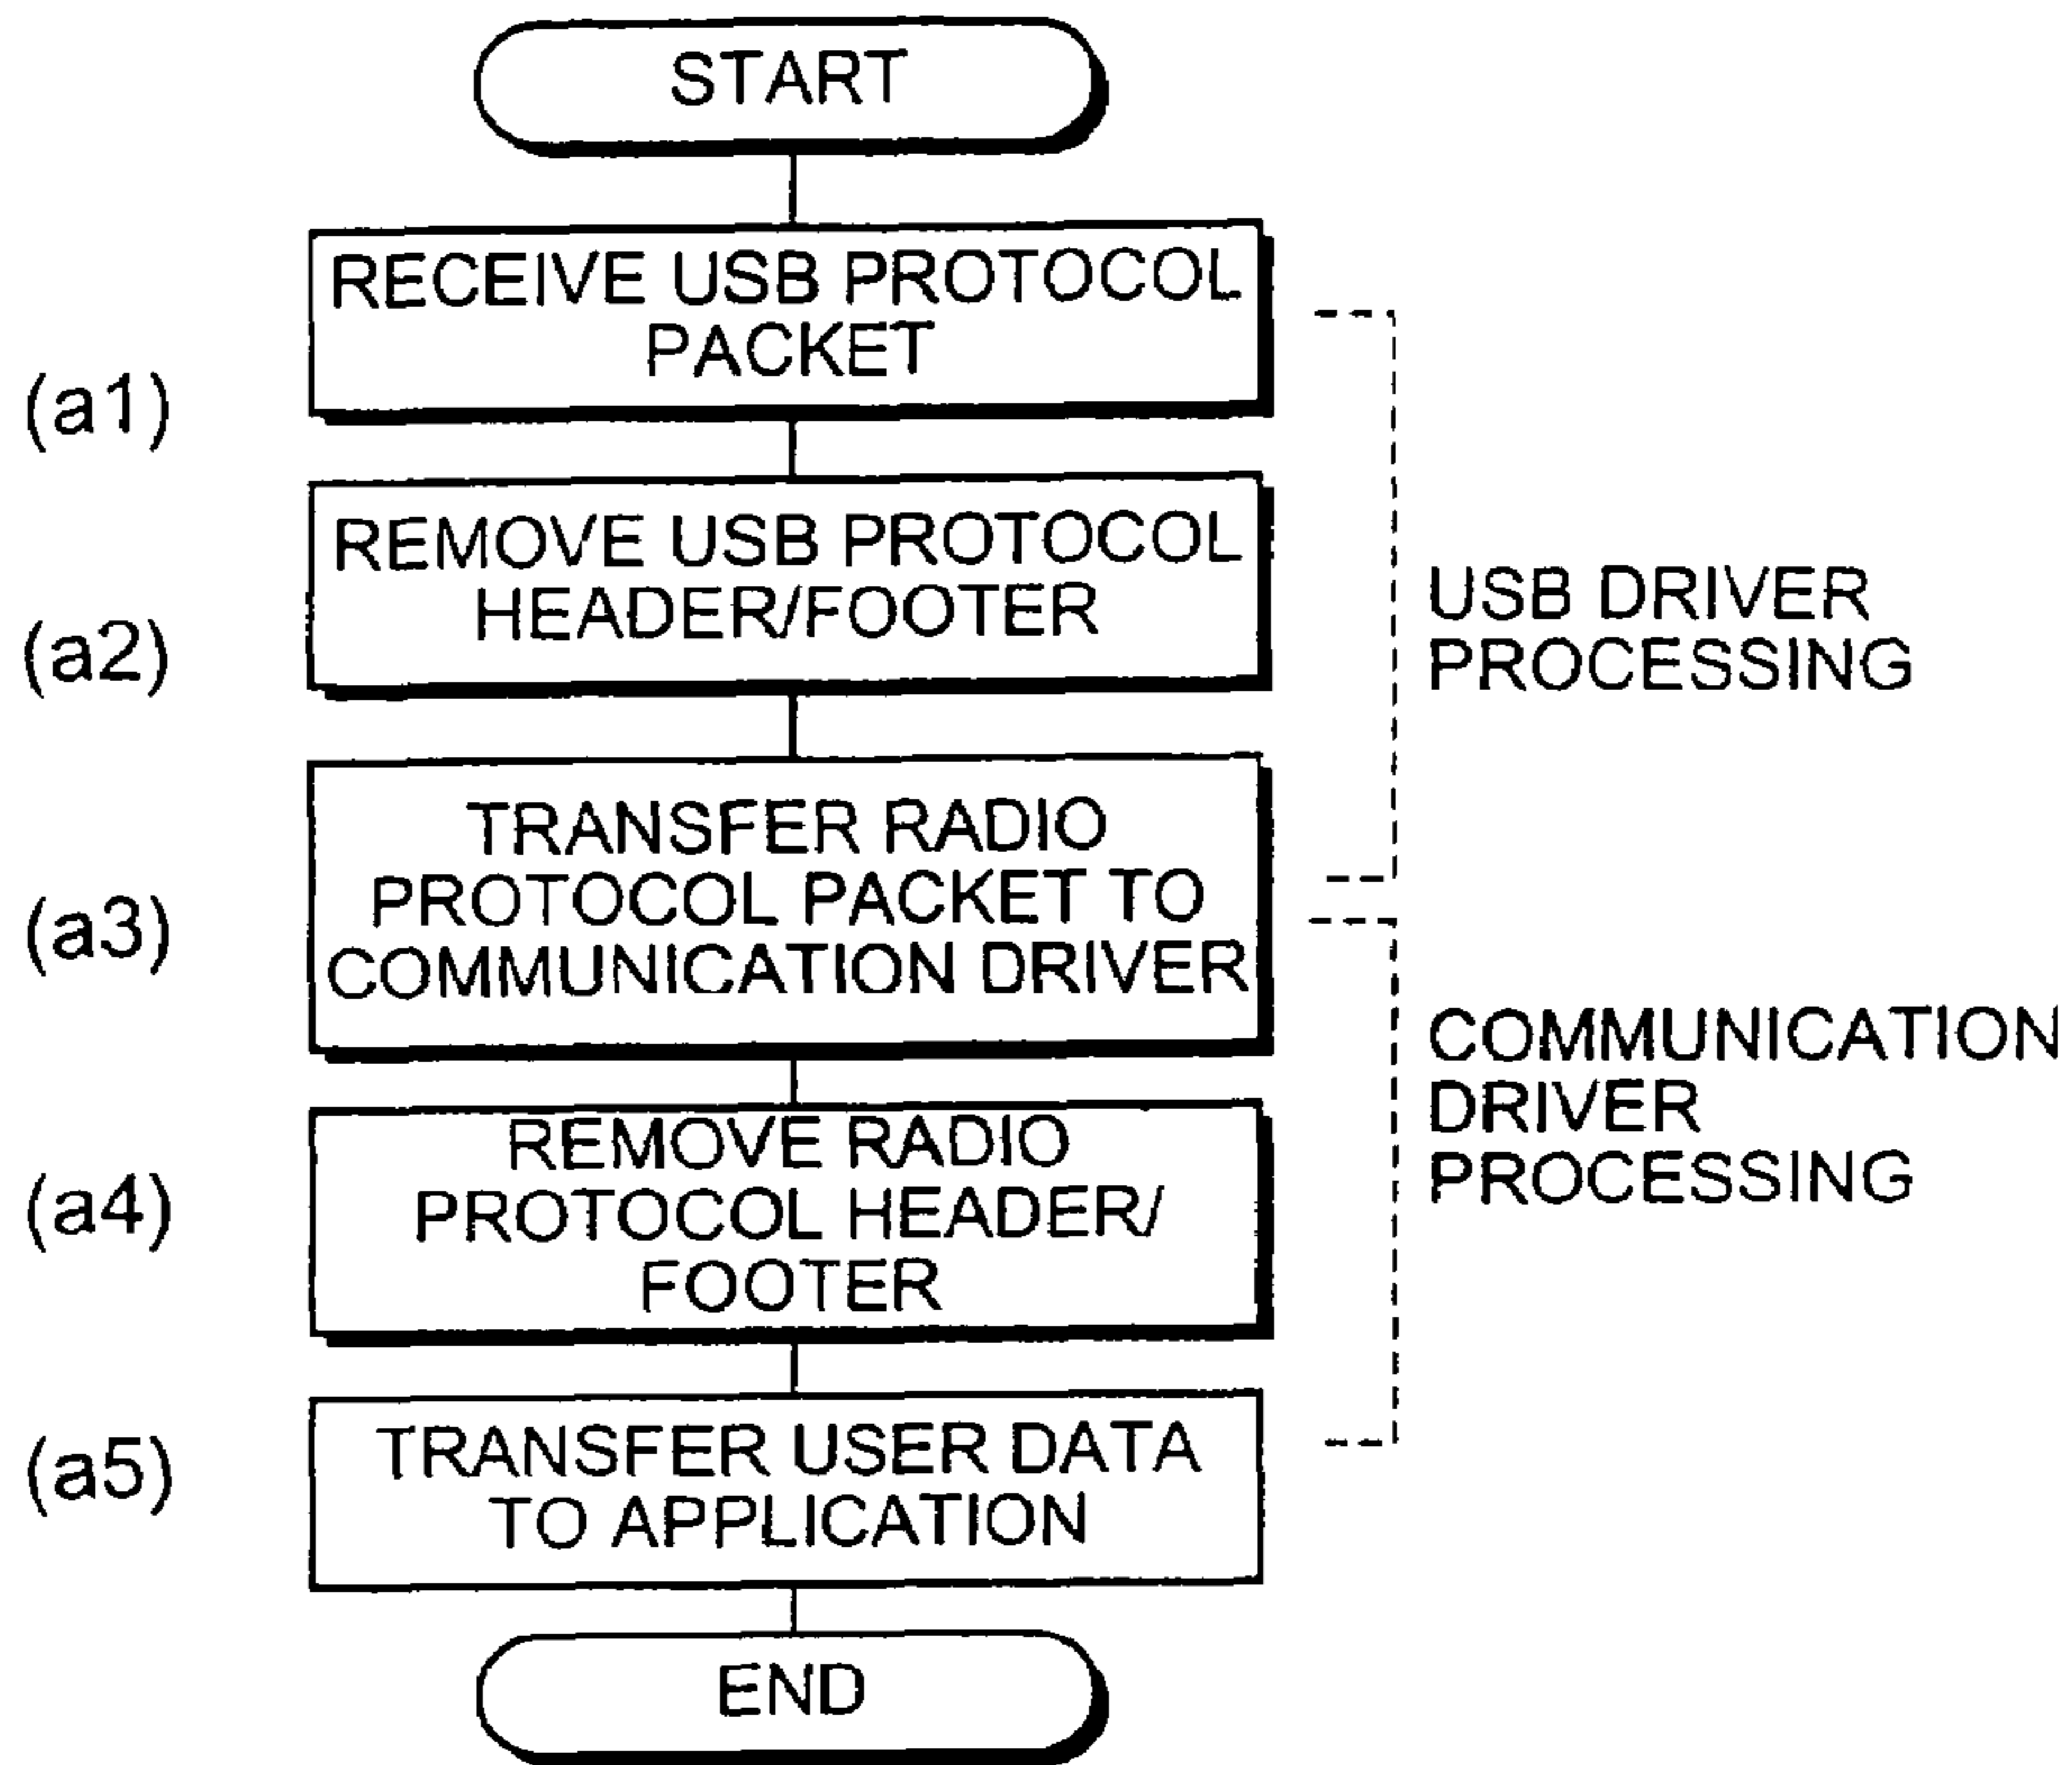 START
RECEIVE USB PROTOCOL
PACKET
(a1)
REMOVE USB PROTOCOL
HEADER/FOOTER
(a2)
USB DRIVER
PROCESSING
TRANSFER RADIO
PROTOCOL PACKET TO
COMMUNICATION DRIVER
(a3)
COMMUNICATION
DRIVER
PROCESSING
REMOVE RADIO
PROTOCOL HEADER/
FOOTER
(a4)
TRANSFER USER DATA
TO APPLICATION
(a5)
END